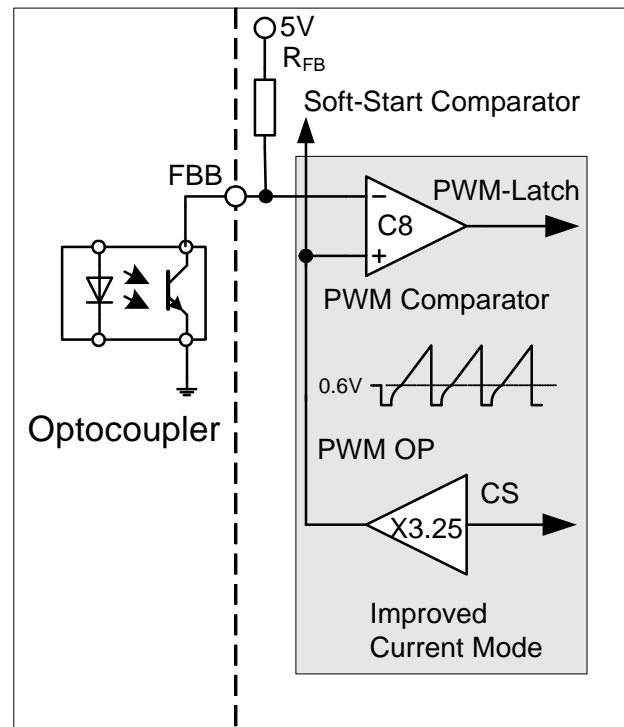 5V
RFB
Soft-Start Comparator
FBB
PWM-Latch
−
C8
+
PWM Comparator
0.6V
Optocoupler
PWM OP
CS
X3.25
Improved
Current Mode